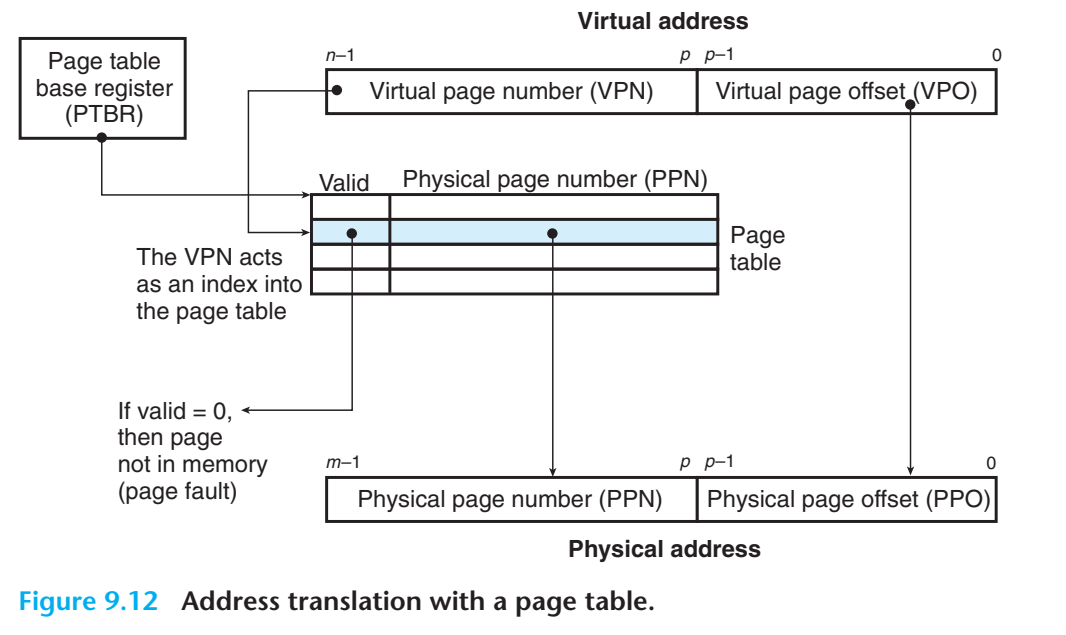 Virtual address
Page table
base register
(PTBR)
n–1
p
p–1
0
Virtual page number (VPN)
Virtual page offset (VPO)
Valid
Physical page number (PPN)
Page
table
The VPN acts
as an index into
the page table
If valid = 0,
then page
not in memory
(page fault)
m–1
p
p–1
0
Physical page number (PPN)
Physical page offset (PPO)
Physical address
Figure 9.12 Address translation with a page table.